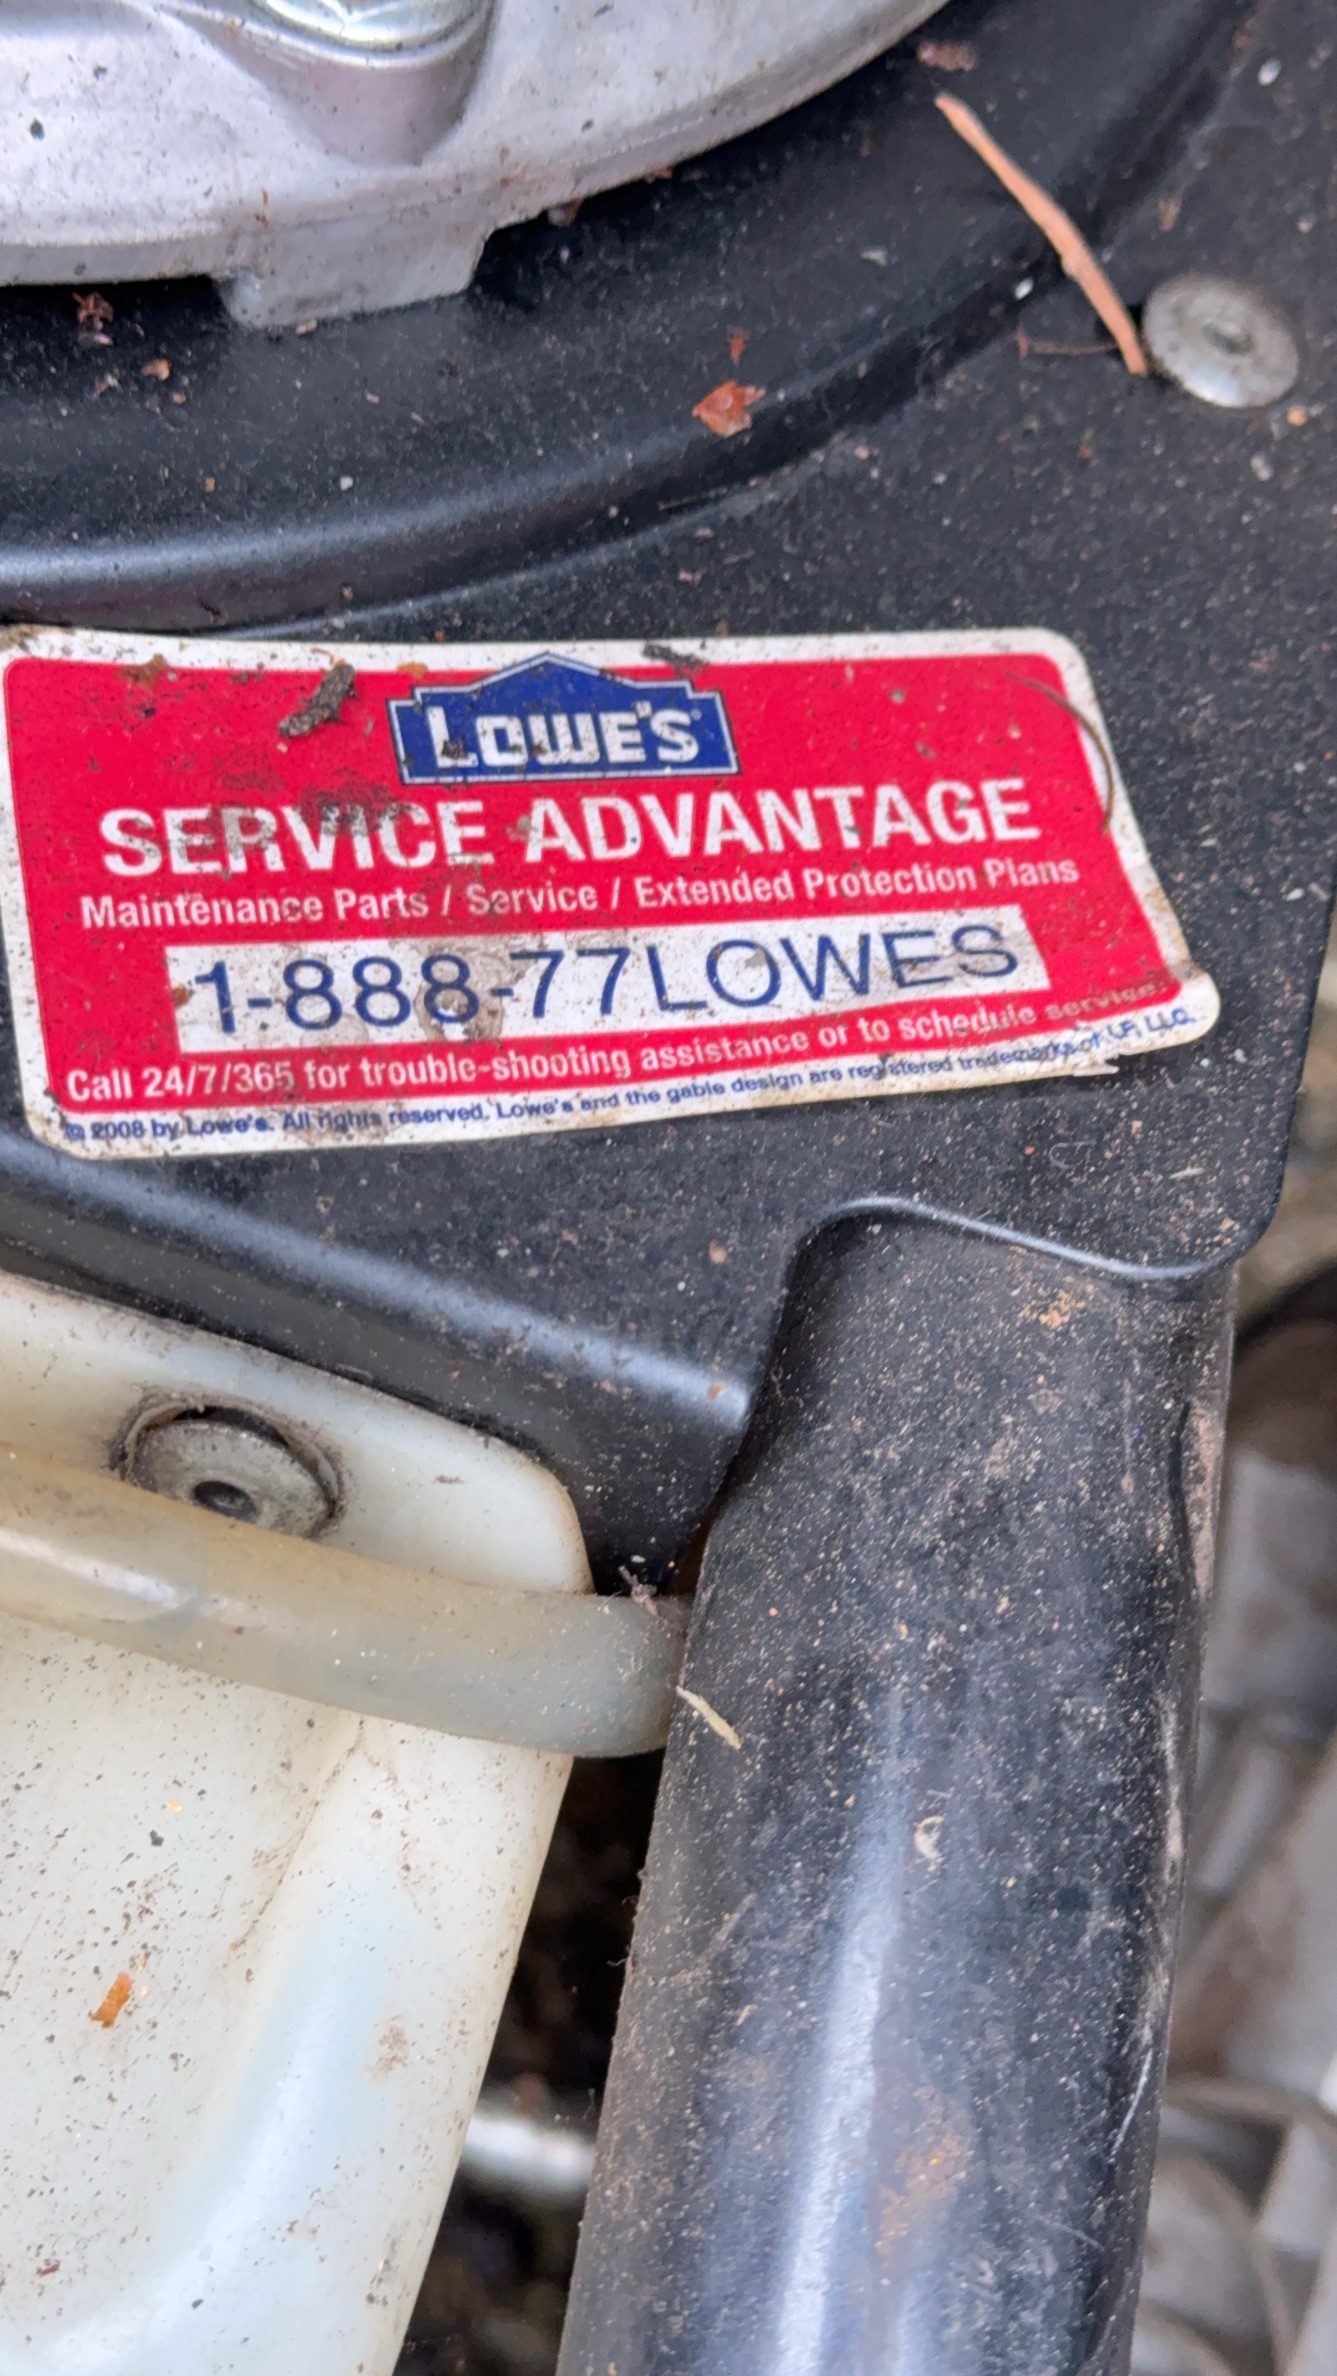 LOWE'S
SERVICE ADVANTAGE
Maintenance Parts / Service / Extended Protection Plans
1-888-77LOWES
Call 24/7/365 for trouble-shooting assistance or to schedule service.
© 2008 by Lowe's. All rights reserved. Lowe's and the gable design are registered trademarks of LF, LLC.